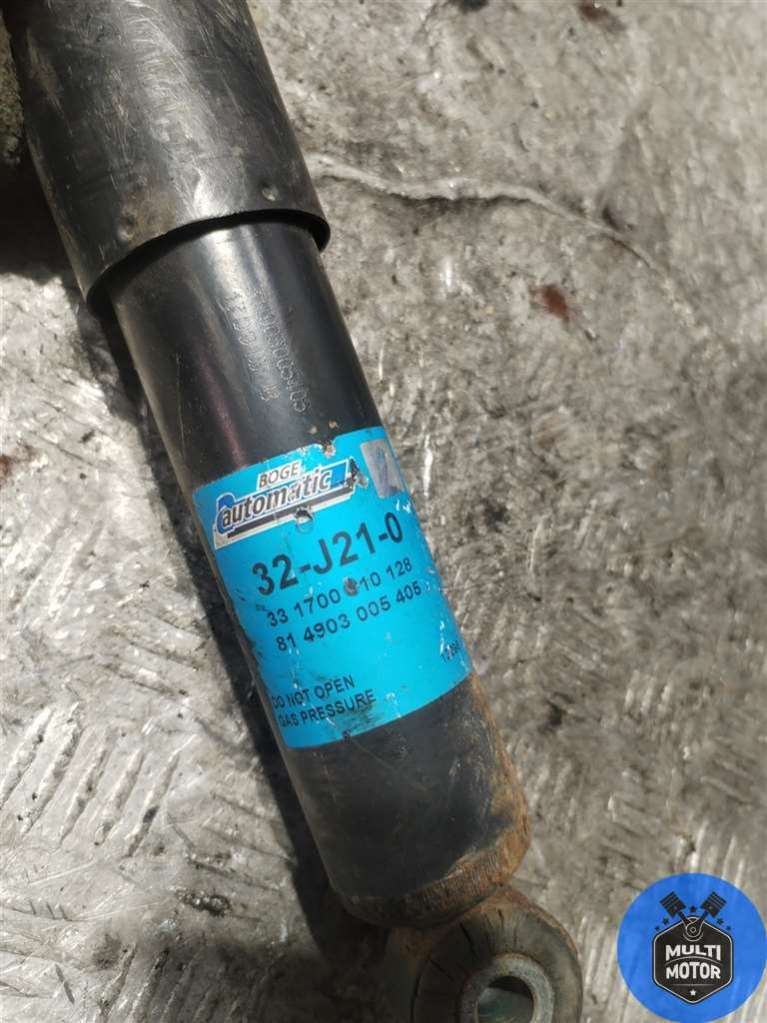 BOGE
automatic
32-J21-0
33 1700 310 128
81 4903 005 405
DO NOT OPEN
GAS PRESSURE
MULTI
MOTOR